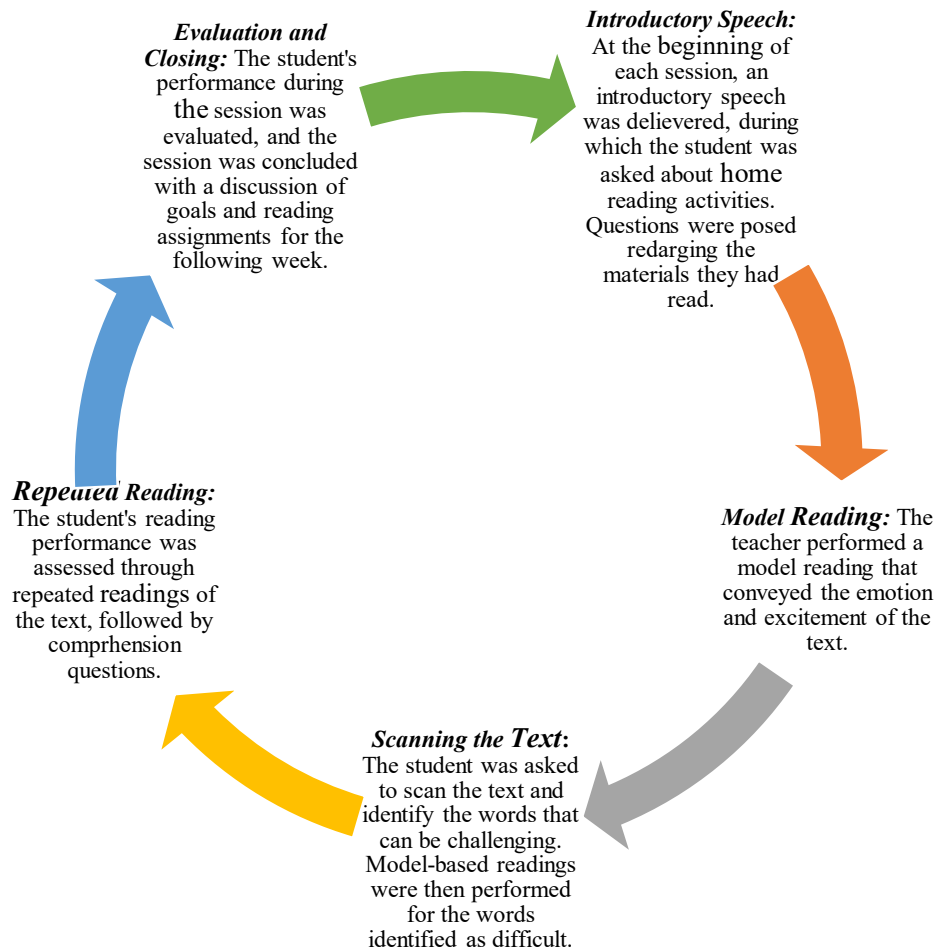 Introductory Speech:
At the beginning of
each session, an
introductory speech
was delievered, during
which the student was
asked about home
reading activities.
Questions were posed
redarging the
materials they had
read.
Model Reading: The
teacher performed a
model reading that
conveyed the emotion
and excitement of the
text.
Scanning the Text:
The student was asked
to scan the text and
identify the words that
can be challenging.
Model-based readings
were then performed
for the words
identified as difficult.
Repeated Reading:
The student's reading
performance was
assessed through
repeated readings of
the text, followed by
comprhension
questions.
Evaluation and
Closing: The student's
performance during
the session was
evaluated, and the
session was concluded
with a discussion of
goals and reading
assignments for the
following week.